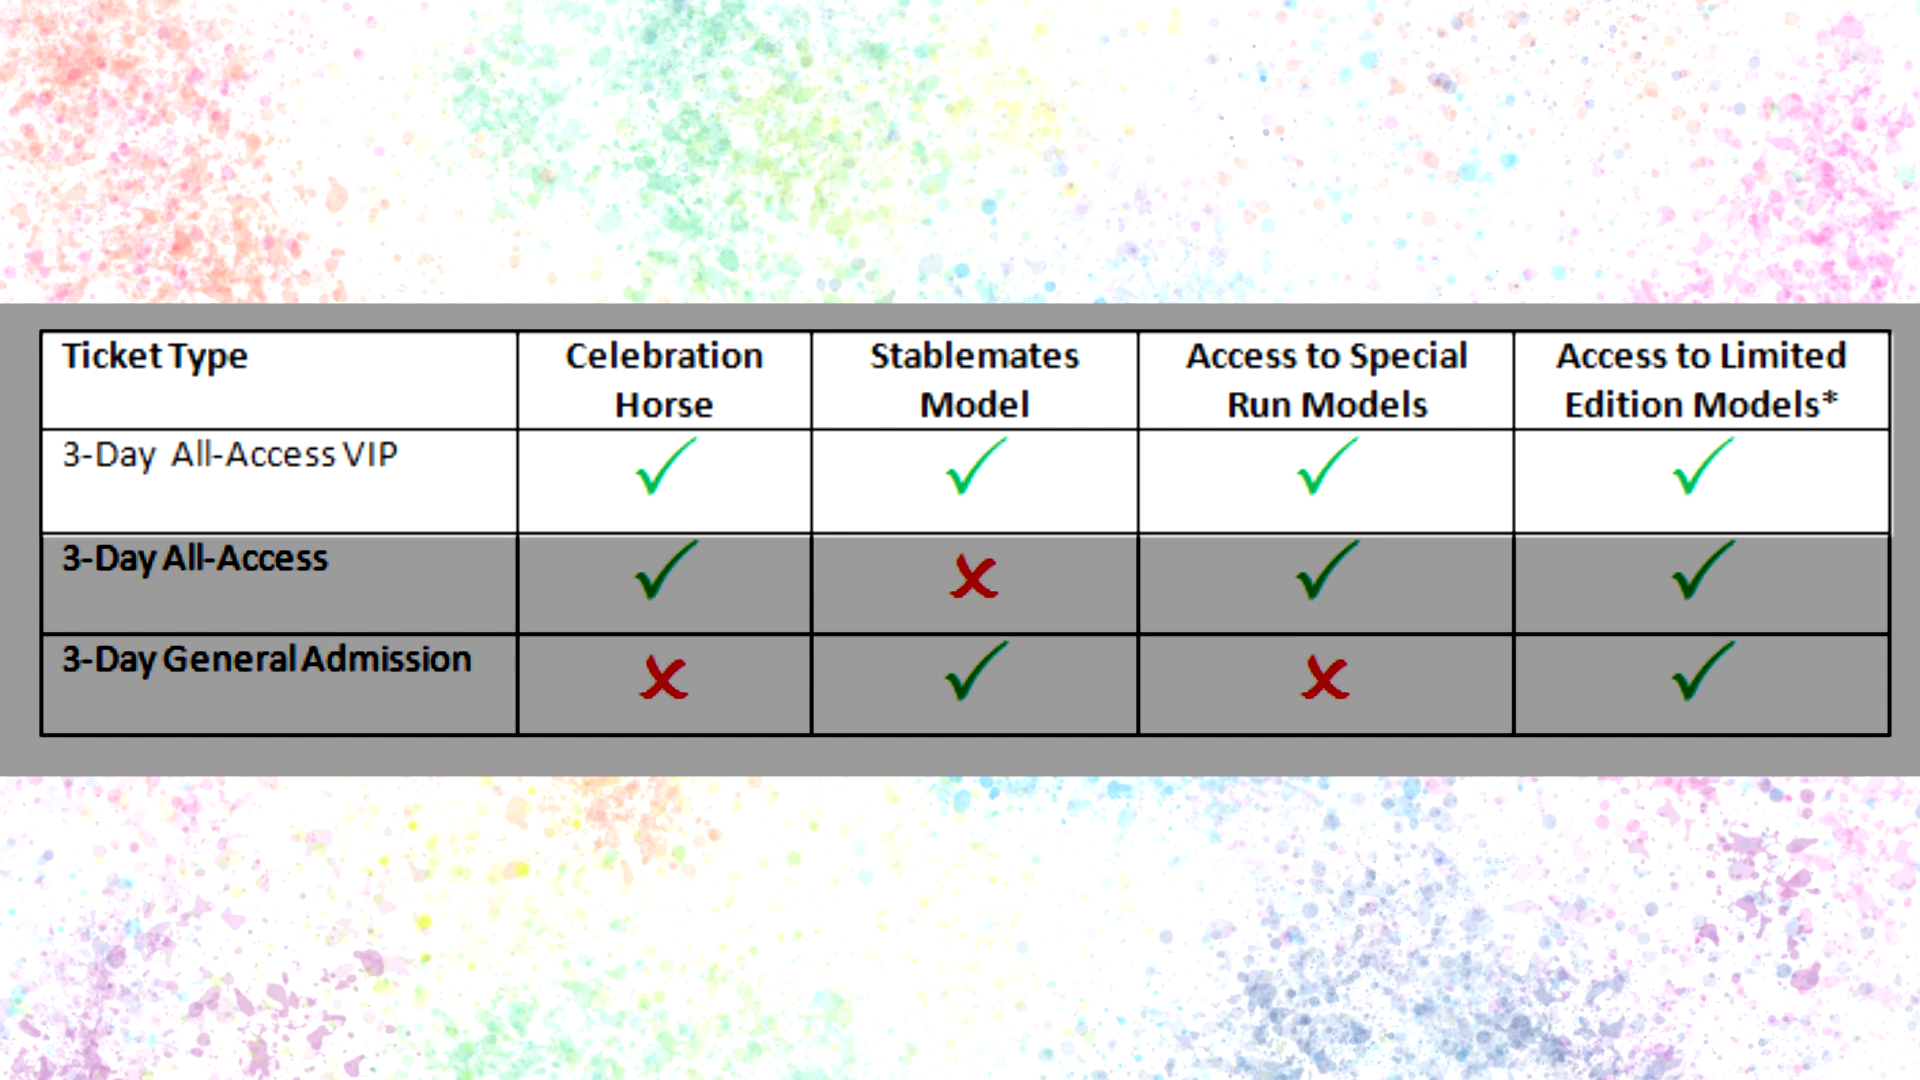 Ticket Type
Celebration
Horse
Stablemates
Model
Access to Special
Run Models
Access to Limited
Edition Models*
3-Day All-Access VIP
✓ ✓ ✓ ✓
3-Day All-Access
✓ ✗ ✓ ✓
3-Day General Admission
✗ ✓ ✗ ✓